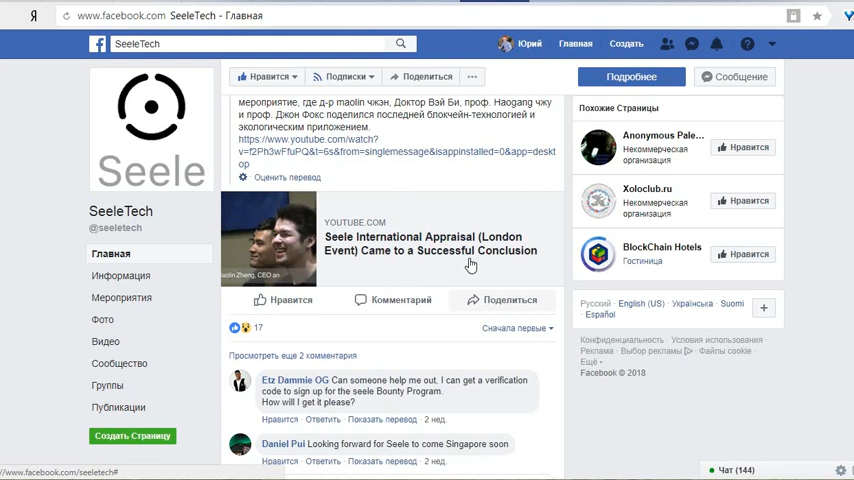 Я
www.facebook.com SeeleTech - Главная
SeeleTech
Юрий Главная Создать
Нравится Подписки Поделиться ...
Подробнее Сообщение
Seele
SeeleTech
@seeletech
Главная
Информация
Мероприятия
Фото
Видео
Сообщество
Группы
Публикации
Создать Страницу
мероприятие, где д-р maolin чжэн, Доктор Вэй Би, проф. Haogang чжу
и проф. Джон Фокс поделился последней блокчейн-технологией и
экологическим приложением.
https://www.youtube.com/watch?
v=f2Ph3wFfuPQ&t=6s&from=singlemessage&isappinstalled=0&app=deskt
op
Оценить перевод
YOUTUBE.COM
Seele International Appraisal (London
Event) Came to a Successful Conclusion
aolin Zheng, CEO an
Нравится Комментарий Поделиться
17 Сначала первые
Просмотреть еще 2 комментария
Etz Dammie OG Can someone help me out, I can get a verification
code to sign up for the seele Bounty Program.
How will I get it please?
Нравится · Ответить · Показать перевод · 2 нед.
Daniel Pui Looking forward for Seele to come Singapore soon
Нравится · Ответить · Показать перевод · 2 нед.
Похожие Страницы
Anonymous Pale...
Некоммерческая
организация
Нравится
Xoloclub.ru
Некоммерческая
организация
Нравится
BlockChain Hotels
Гостиница
Нравится
Русский · English (US) · Українська · Suomi
· Español
Конфиденциальность · Условия использования ·
Реклама · Выбор рекламы · Файлы cookie ·
Ещё
Facebook © 2018
//www.facebook.com/seeletech#
Чат (144)